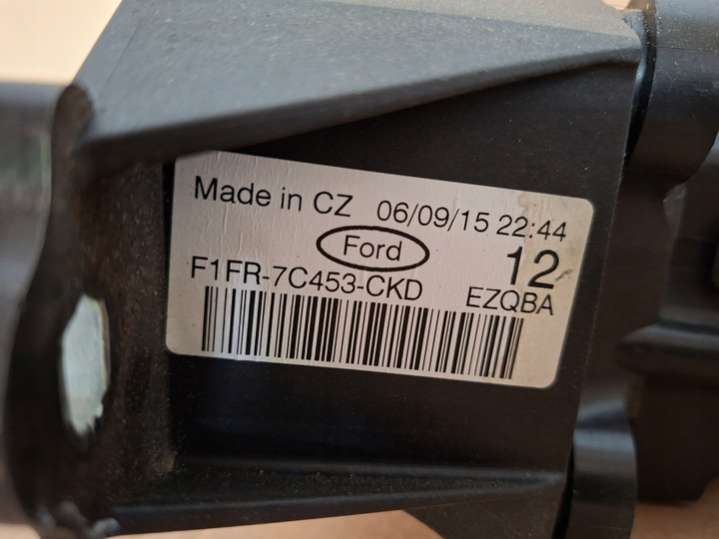 Made in CZ 06/09/15 22:44
Ford 12
F1FR-7C453-CKD EZQBA